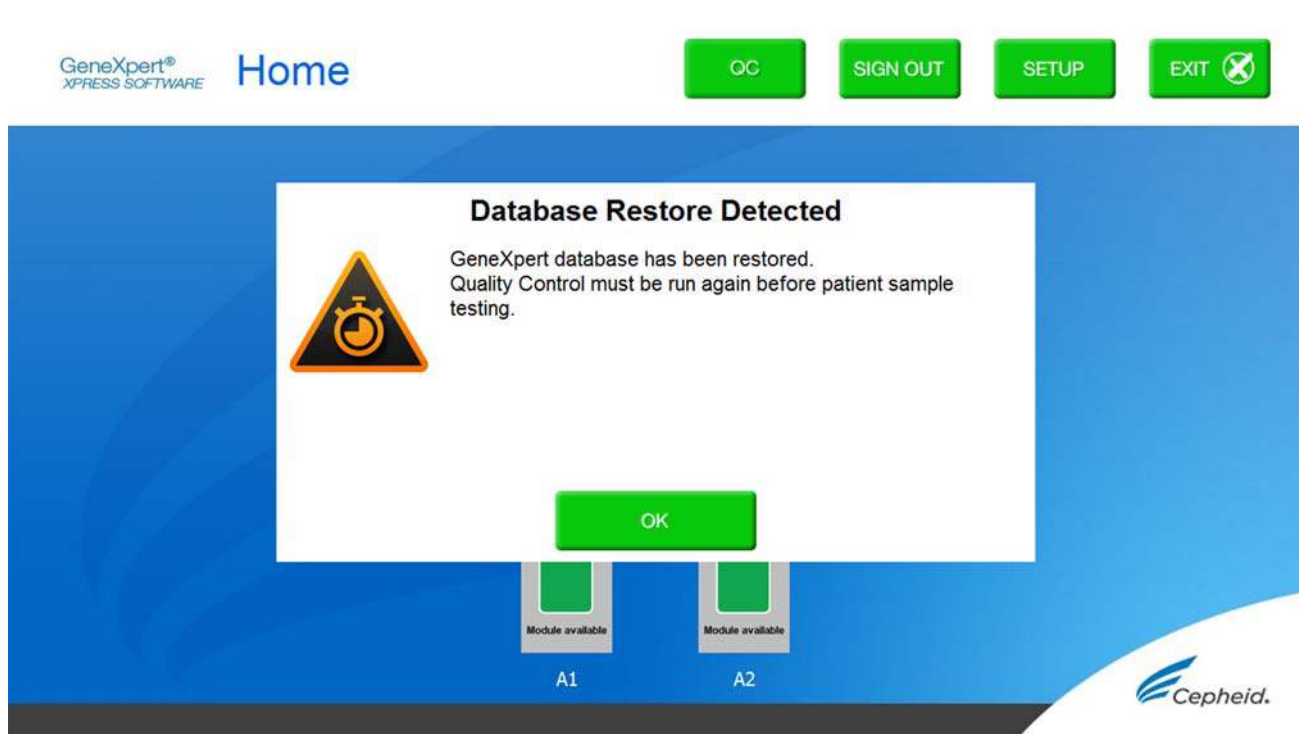 GeneXpert®
XPRESS SOFTWARE
Home
QC
SIGN OUT
SETUP
EXIT
Database Restore Detected
GeneXpert database has been restored.
Quality Control must be run again before patient sample
testing.
OK
Module available
Module available
A1
A2
Cepheid.